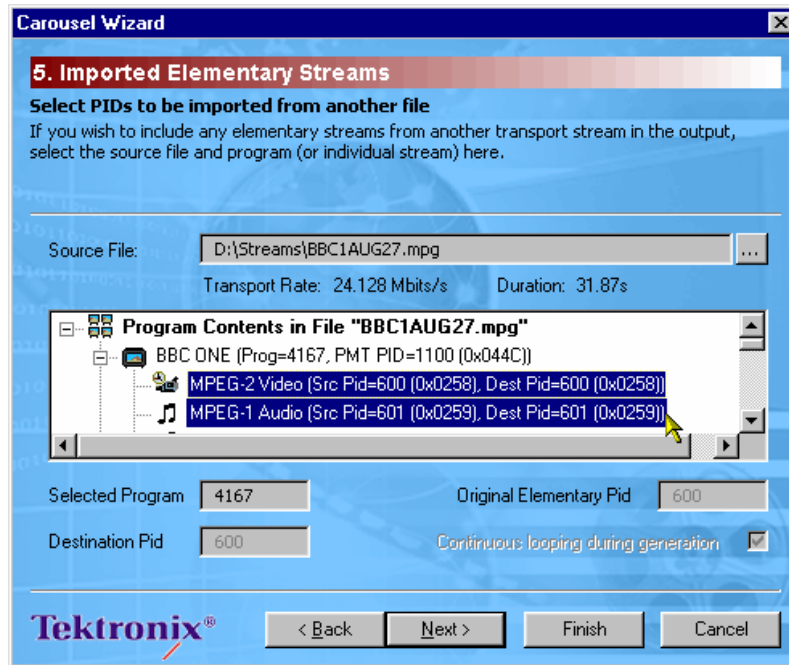 Carousel Wizard
5. Imported Elementary Streams
Select PIDs to be imported from another file
If you wish to include any elementary streams from another transport stream in the output,
select the source file and program (or individual stream) here.
Source File: D:\Streams\BBC1AUG27.mpg ...
Transport Rate: 24.128 Mbits/s Duration: 31.87s
Program Contents in File "BBC1AUG27.mpg"
BBC ONE (Prog=4167, PMT PID=1100 (0x044C))
MPEG-2 Video (Src Pid=600 (0x0258), Dest Pid=600 (0x0258))
MPEG-1 Audio (Src Pid=601 (0x0259), Dest Pid=601 (0x0259))
Selected Program 4167 Original Elementary Pid 600
Destination Pid 600 Continuous looping during generation
Tektronix® < Back Next > Finish Cancel